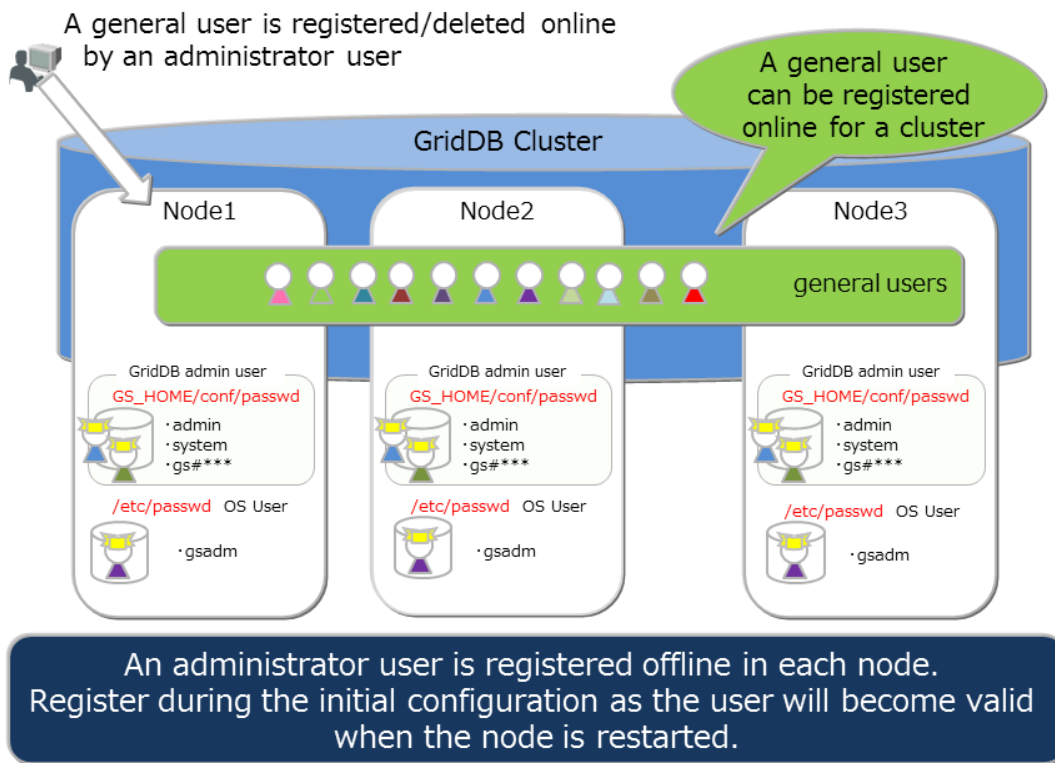 A general user is registered/deleted online
by an administrator user
A general user
can be registered
online for a cluster
GridDB Cluster
Node1
Node2
Node3
general users
GridDB admin user
GS_HOME/conf/passwd
・admin
・system
・gs#***
/etc/passwd OS User
・gsadm
GridDB admin user
GS_HOME/conf/passwd
・admin
・system
・gs#***
/etc/passwd OS User
・gsadm
GridDB admin user
GS_HOME/conf/passwd
・admin
・system
・gs#***
/etc/passwd OS User
・gsadm
An administrator user is registered offline in each node.
Register during the initial configuration as the user will become valid
when the node is restarted.